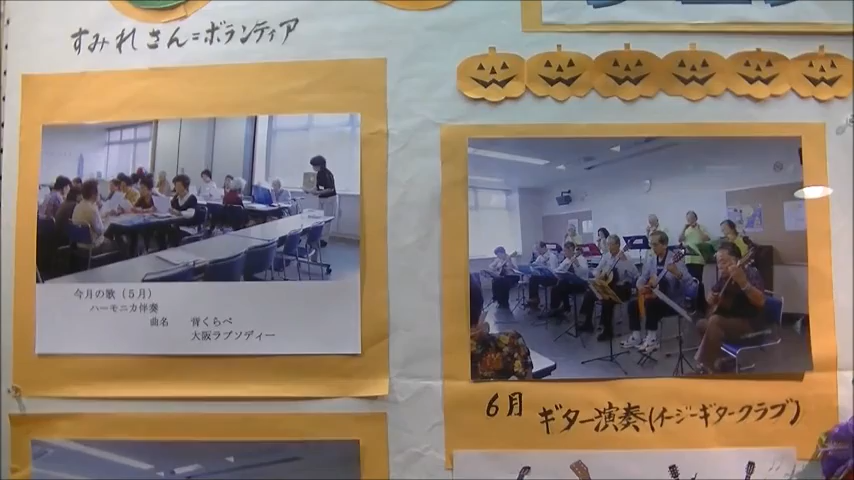 すみれさん=ボランティア
今月の歌（５月）
ハーモニカ伴奏
曲名　背くらべ
大阪ラプソディー
6月 ギター演奏(イージーギタークラブ)